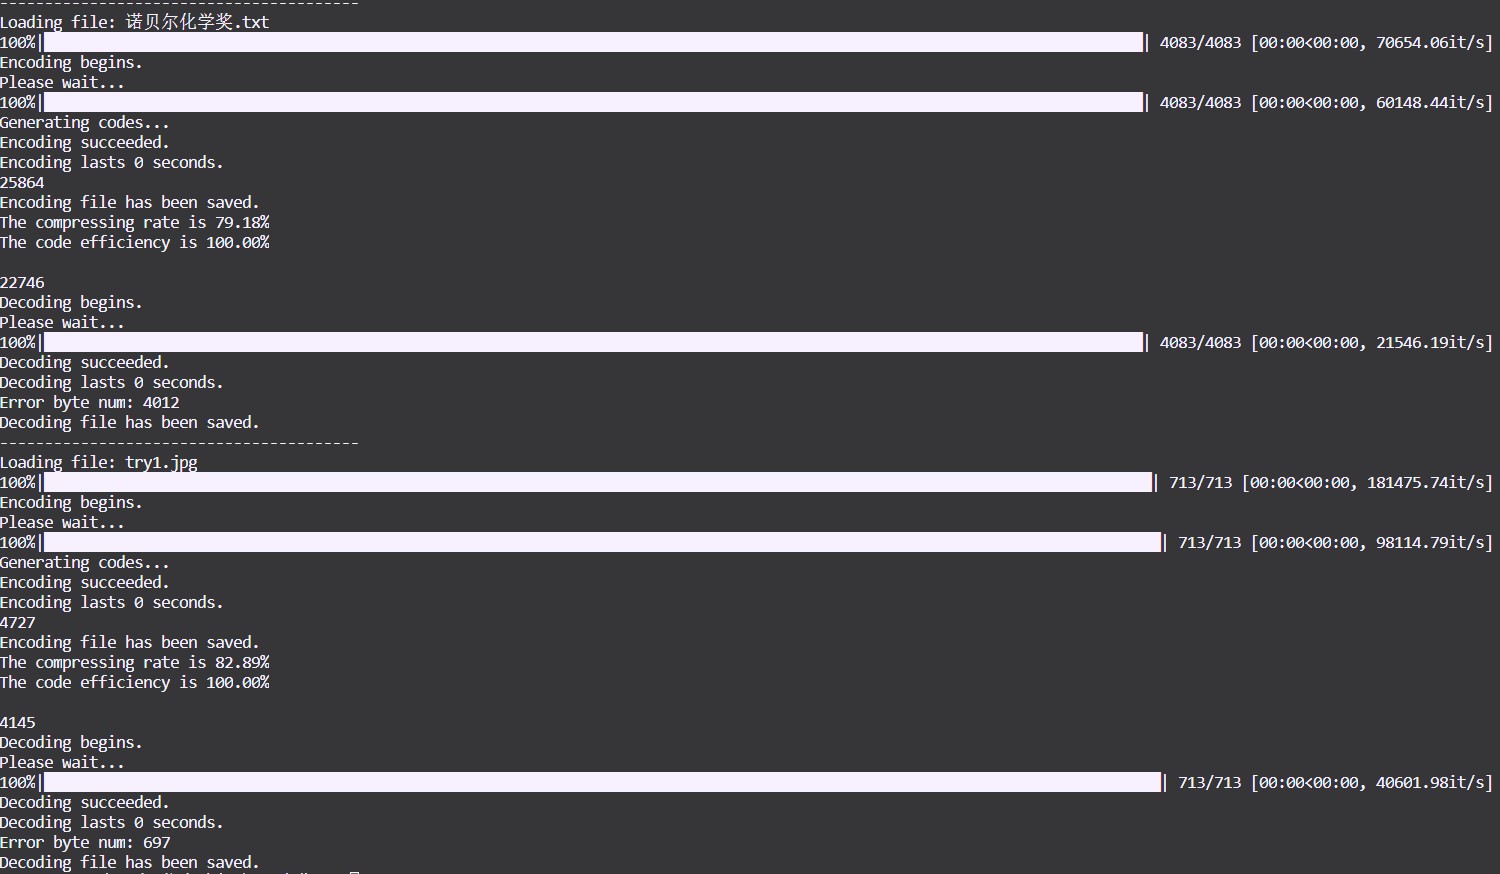 ----------------------------------------
Loading file: 诺贝尔化学奖.txt
100%| | 4083/4083 [00:00<00:00, 70654.06it/s]
Encoding begins.
Please wait...
100%| | 4083/4083 [00:00<00:00, 60148.44it/s]
Generating codes...
Encoding succeeded.
Encoding lasts 0 seconds.
25864
Encoding file has been saved.
The compressing rate is 79.18%
The code efficiency is 100.00%
22746
Decoding begins.
Please wait...
100%| | 4083/4083 [00:00<00:00, 21546.19it/s]
Decoding succeeded.
Decoding lasts 0 seconds.
Error byte num: 4012
Decoding file has been saved.
----------------------------------------
Loading file: try1.jpg
100%| | 713/713 [00:00<00:00, 181475.74it/s]
Encoding begins.
Please wait...
100%| | 713/713 [00:00<00:00, 98114.79it/s]
Generating codes...
Encoding succeeded.
Encoding lasts 0 seconds.
4727
Encoding file has been saved.
The compressing rate is 82.89%
The code efficiency is 100.00%
4145
Decoding begins.
Please wait...
100%| | 713/713 [00:00<00:00, 40601.98it/s]
Decoding succeeded.
Decoding lasts 0 seconds.
Error byte num: 697
Decoding file has been saved.